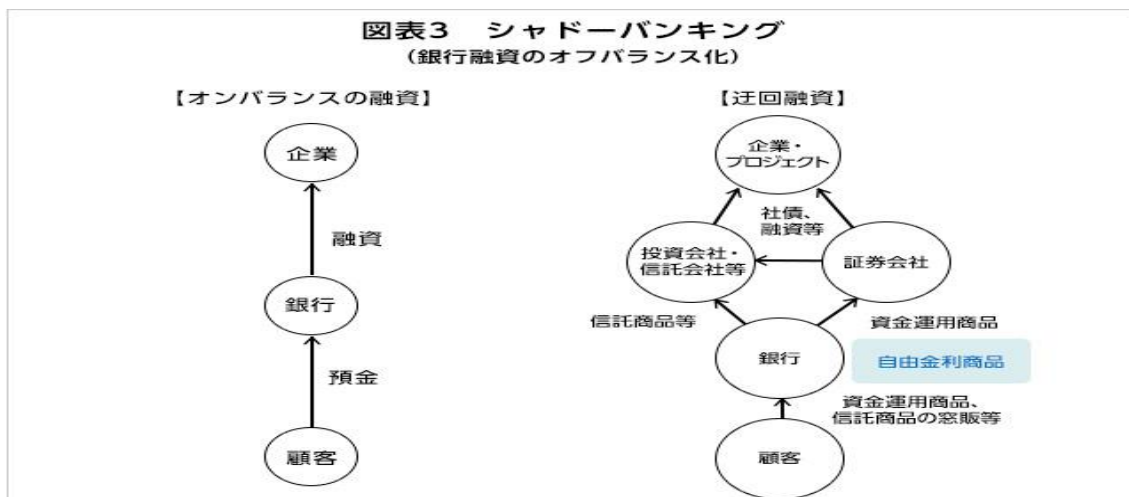 図表3 シャドーバンキング
(銀行融資のオフバランス化)
【オンバランスの融資】
企業
融資
銀行
預金
顧客
【迂回融資】
企業・
プロジェクト
社債、
融資等
投資会社・
信託会社等
証券会社
信託商品等
資金運用商品
銀行
自由金利商品
資金運用商品、
信託商品の窓販等
顧客